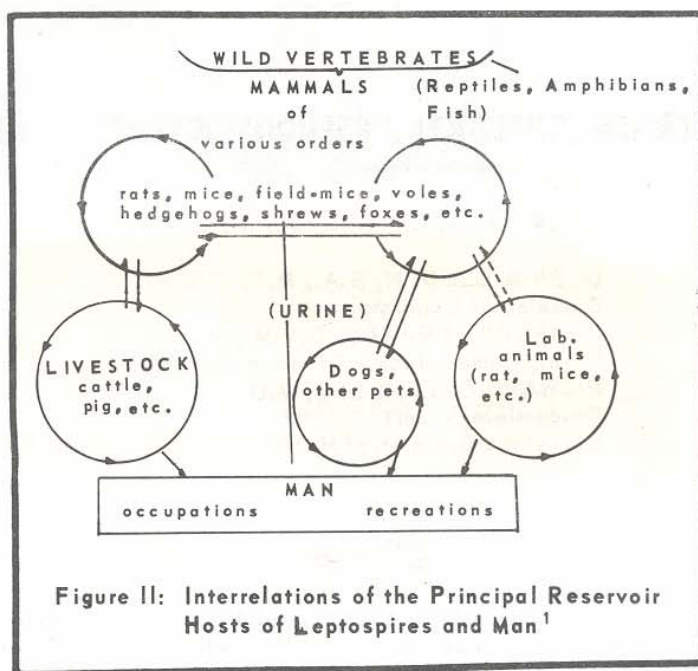 WILD VERTEBRATES
MAMMALS (Reptiles, Amphibians,
of Fish)
various orders
rats, mice, field-mice, voles,
hedgehogs, shrews, foxes, etc.
(URINE)
LIVESTOCK
cattle,
pig, etc.
Dogs,
other pets
Lab.
animals
(rat, mice,
etc.)
MAN
occupations recreations
Figure II: Interrelations of the Principal Reservoir
Hosts of Leptospires and Man¹